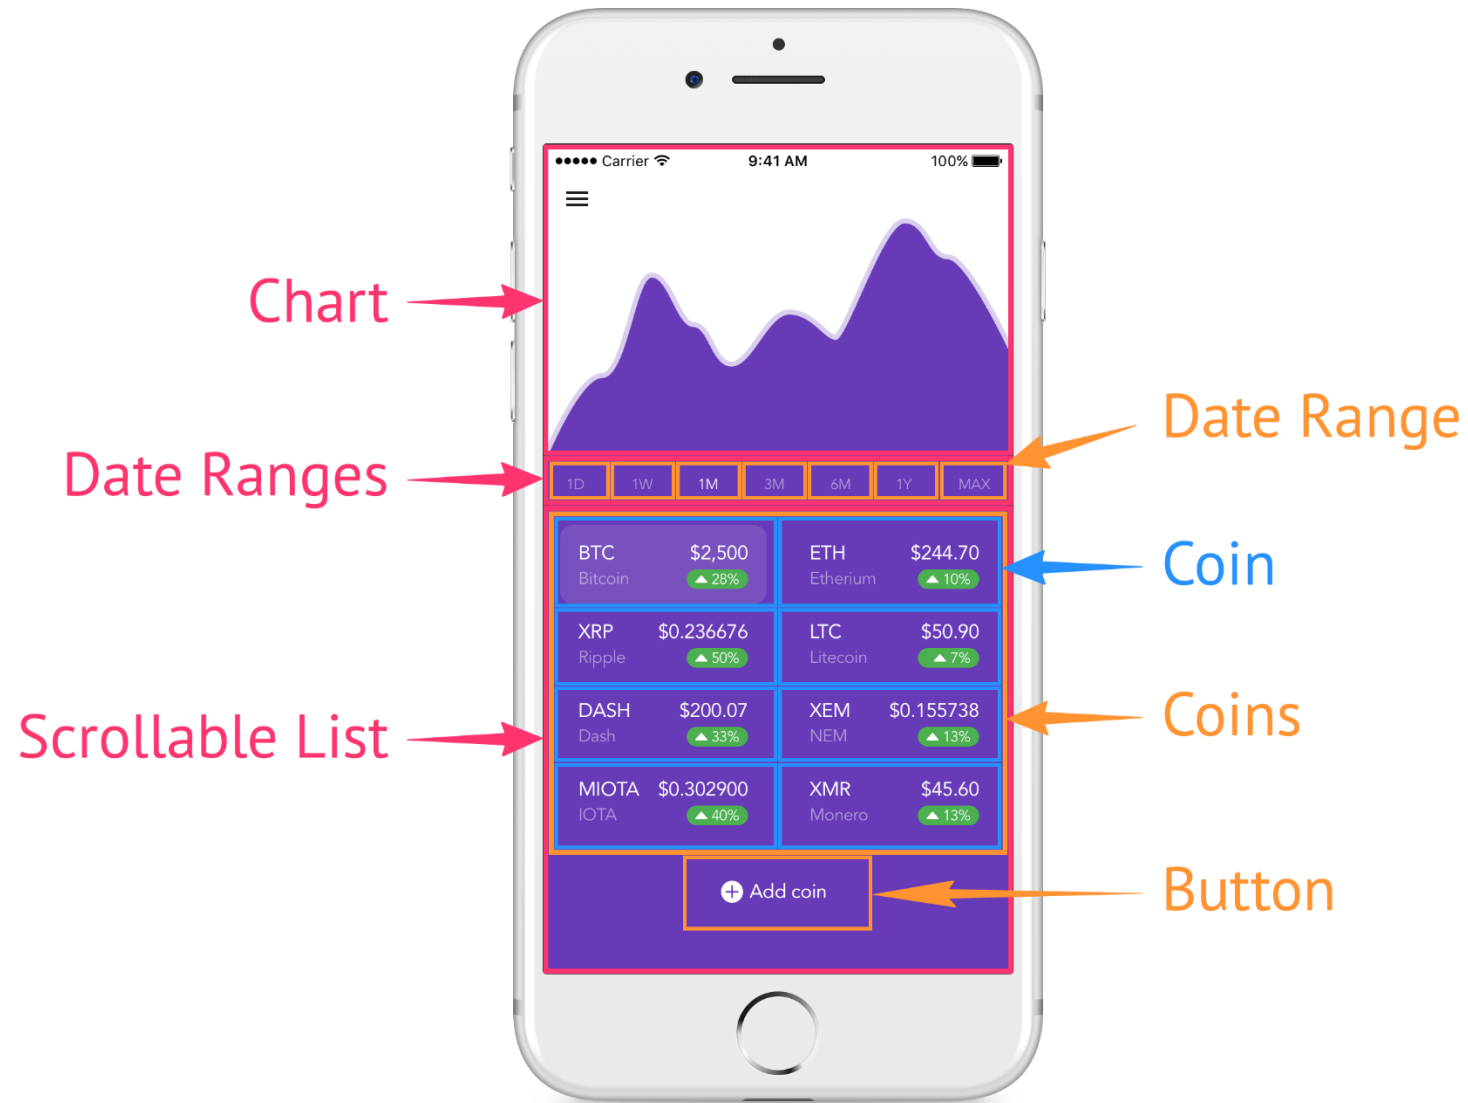 Carrier 9:41 AM 100%
Chart
Date Range
Date Ranges
1D 1W 1M 3M 6M 1Y MAX
BTC $2,500 ETH $244.70
Bitcoin 28% Etherium 10%
Coin
XRP $0.236676 LTC $50.90
Ripple 50% Litecoin 7%
Scrollable List
DASH $200.07 XEM $0.155738
Dash 33% NEM 13%
Coins
MIOTA $0.302900 XMR $45.60
IOTA 40% Monero 13%
Add coin
Button